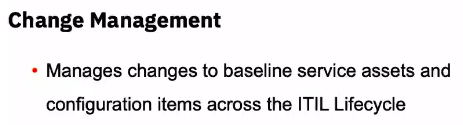 Change Management
• Manages changes to baseline service assets and
configuration items across the ITIL Lifecycle